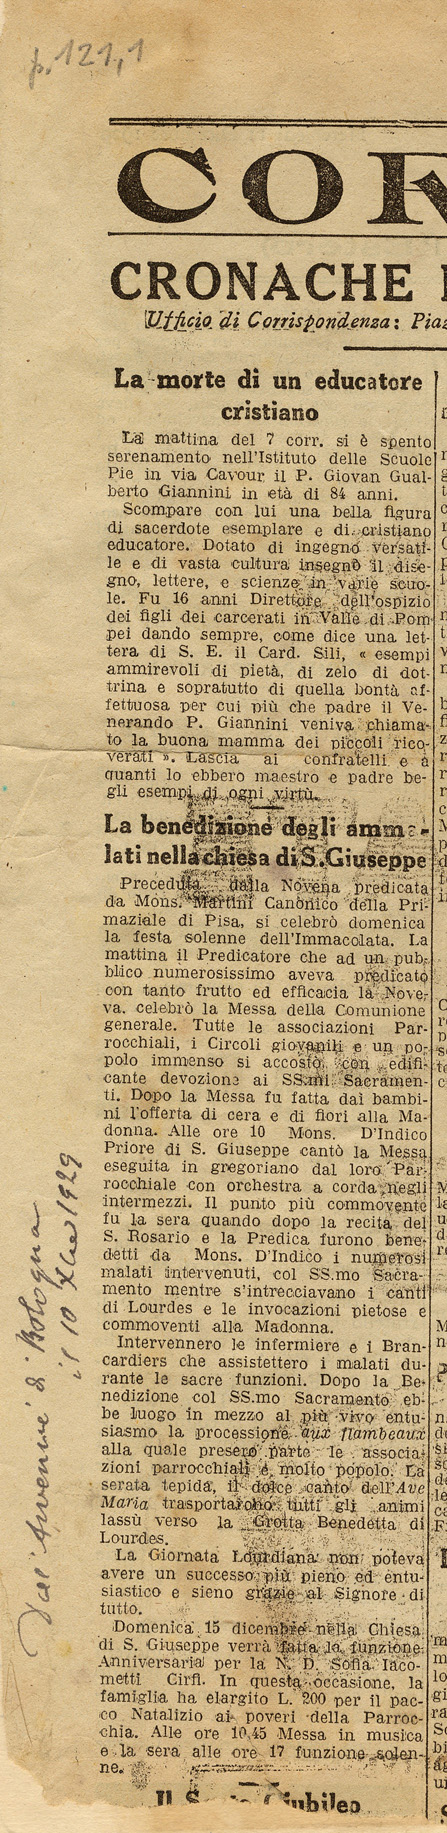 p. 121,1
COR
CRONACHE
Ufficio di Corrispondenza: Piaz
La morte di un educatore
cristiano
La mattina del 7 corr. si è spento
serenamento nell'Istituto delle Scuole
Pie in via Cavour il P. Giovan Gual-
berto Giannini in età di 84 anni.
Scompare con lui una bella figura
di sacerdote esemplare e di cristiano
educatore. Dotato di ingegno versati-
le e di vasta cultura insegnò il dise-
gno, lettere, e scienze in varie scuo-
le. Fu 16 anni Direttore dell'ospizio
dei figli dei carcerati in Valle di Pom
pei dando sempre, come dice una let-
tera di S. E. il Card. Sili, « esempi
ammirevoli di pietà, di zelo di dot-
trina e sopratutto di quella bontà af-
fettuosa per cui più che padre il Ve-
nerando P. Giannini veniva chiama-
to la buona mamma dei piccoli rico-
verati ». Lascia ai confratelli e a
quanti lo ebbero maestro e padre be-
gli esempi di ogni virtù.
La benedizione degli amma-
lati nella chiesa di S. Giuseppe
Preceduta dalla Novena predicata
da Mons. Martini Canonico della Pri-
maziale di Pisa, si celebrò domenica
la festa solenne dell'Immacolata. La
mattina il Predicatore che ad un pub-
blico numerosissimo aveva predicato
con tanto frutto ed efficacia la Nove-
va. celebrò la Messa della Comunione
generale. Tutte le associazioni Par-
rocchiali, i Circoli giovanili e un po-
polo immenso si accostò con edifi-
cante devozione ai SS.mi Sacramen-
ti. Dopo la Messa fu fatta dai bambi-
ni l'offerta di cera e di fiori alla Ma-
donna. Alle ore 10 Mons. D'Indico
Priore di S. Giuseppe cantò la Messa
eseguita in gregoriano dal loro Par-
rocchiale con orchestra a corda negli
intermezzi. Il punto più commovente
fu la sera quando dopo la recita del
S. Rosario e la Predica furono bene-
detti da Mons. D'Indico i numerosi
malati intervenuti, col SS.mo Sacra-
mento mentre s'intrecciavano i canti
di Lourdes e le invocazioni pietose e
commoventi alla Madonna.
Intervennero le infermiere e i Bran-
cardiers che assistettero i malati du-
rante le sacre funzioni. Dopo la Be-
nedizione col SS.mo Sacramento eb-
be luogo in mezzo al più vivo entu-
siasmo la processione aux flambeaux
alla quale presero parte le associa-
zioni parrocchiali e molto popolo. La
serata tepida, il dolce canto dell'Ave
Maria trasportarono tutti gli animi
lassù verso la Grotta Benedetta di
Lourdes.
La Giornata Lourdiana non poteva
avere un successo più pieno ed entu-
siastico e sieno grazie al Signore di
tutto.
Domenica 15 dicembre nella Chiesa
di S. Giuseppe verrà fatta la funzione
Anniversaria per la N. D. Sofia Iaco-
metti Cirfi. In questa occasione, la
famiglia ha elargito L. 200 per il pac-
co Natalizio ai poveri della Parroc-
chia. Alle ore 10,45 Messa in musica
e la sera alle ore 17 funzione solen-
ne.
Il Giubileo
Dall'Avvenire di Bologna
il 10 Xbre 1929